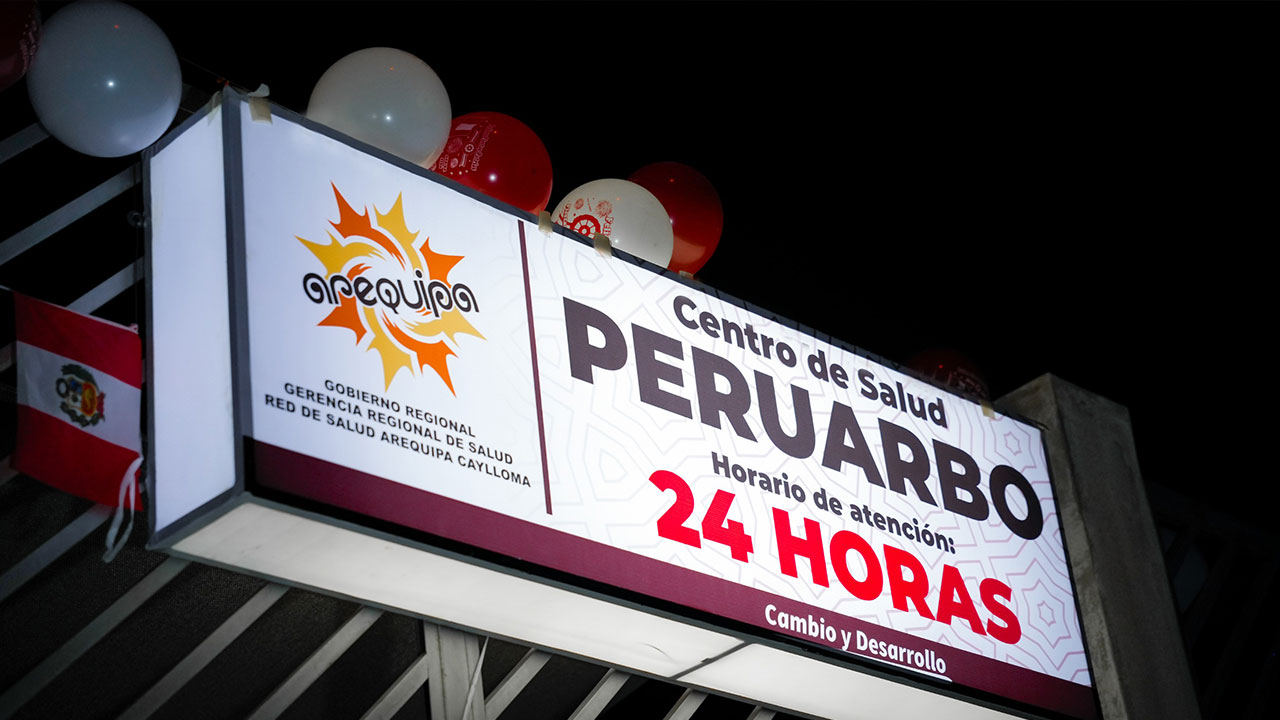 arequipa
GOBIERNO REGIONAL
GERENCIA REGIONAL DE SALUD
RED DE SALUD AREQUIPA CAYLLOMA
Centro de Salud
PERUARBO
Horario de atención:
24 HORAS
Cambio y Desarrollo